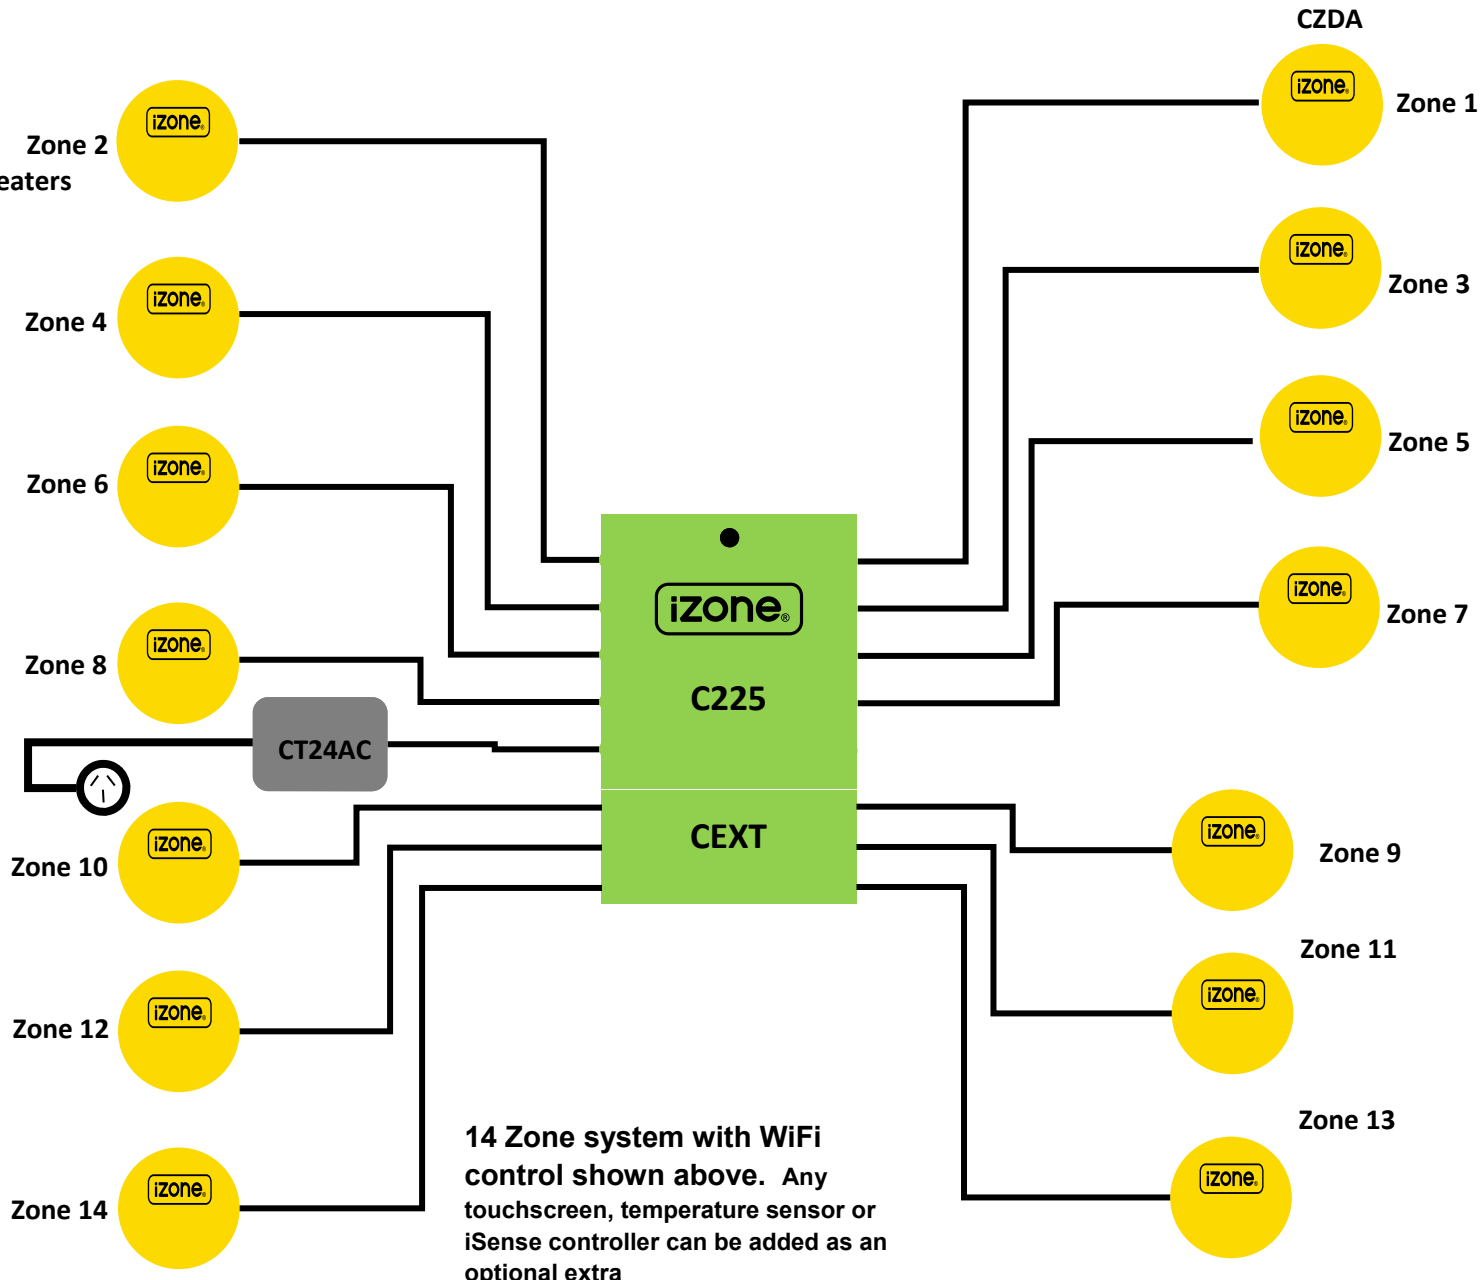 CZDA
izone®
Zone 1
izone®
Zone 2
eaters
izone®
Zone 3
izone®
Zone 4
izone®
Zone 5
izone®
Zone 6
izone®
Zone 7
izone®
Zone 8
izone®
C225
CT24AC
CEXT
izone®
Zone 9
izone®
Zone 10
Zone 11
izone®
izone®
Zone 12
Zone 13
izone®
izone®
Zone 14
14 Zone system with WiFi
control shown above. Any
touchscreen, temperature sensor or
iSense controller can be added as an
optional extra